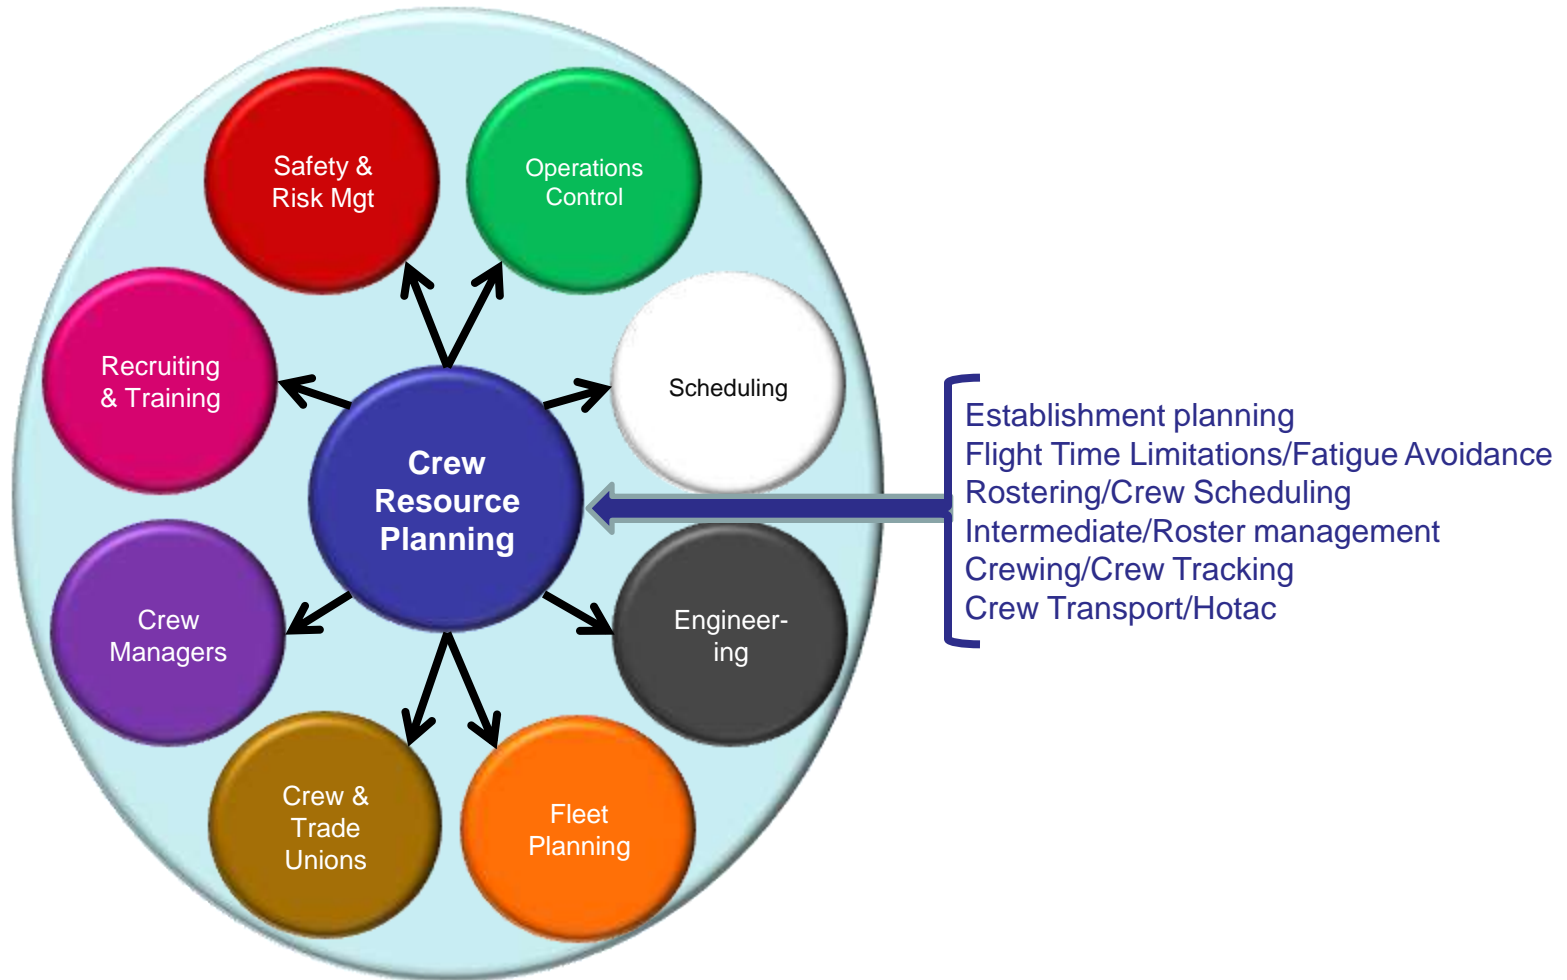 Safety &
Risk Mgt
Operations
Control
Recruiting
& Training
Scheduling
Crew
Resource
Planning
Crew
Managers
Engineer-
ing
Crew &
Trade
Unions
Fleet
Planning
Establishment planning
Flight Time Limitations/Fatigue Avoidance
Rostering/Crew Scheduling
Intermediate/Roster management
Crewing/Crew Tracking
Crew Transport/Hotac